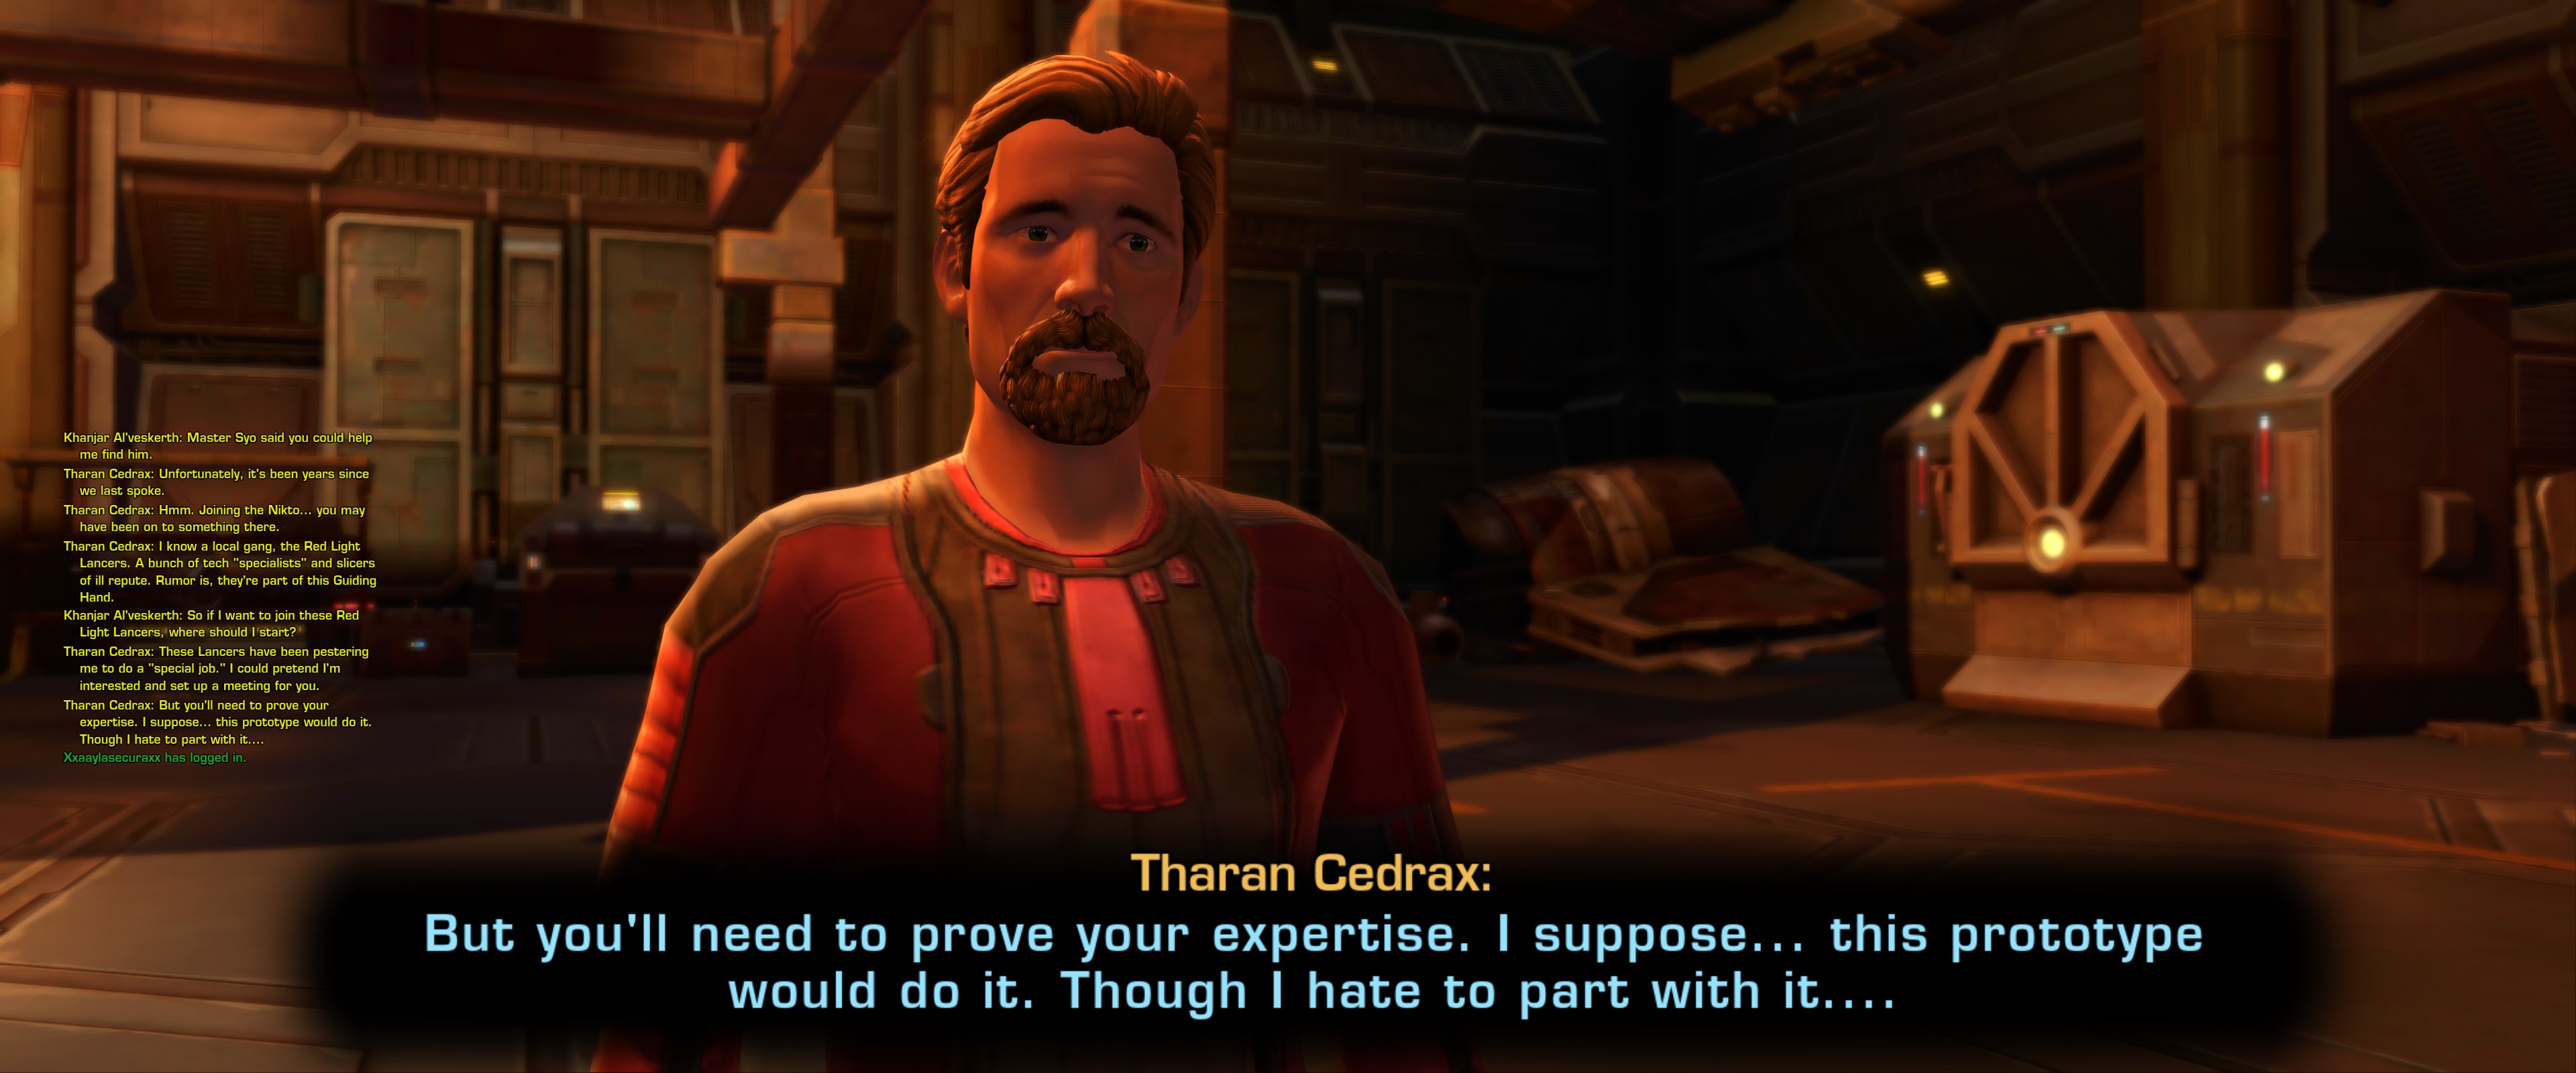 Khanjar Al'veskerth: Master Syo said you could help
me find him.
Tharan Cedrax: Unfortunately, it's been years since
we last spoke.
Tharan Cedrax: Hmm. Joining the Nikto... you may
have been on to something there.
Tharan Cedrax: I know a local gang, the Red Light
Lancers. A bunch of tech "specialists" and slicers
of ill repute. Rumor is, they're part of this Guiding
Hand.
Khanjar Al'veskerth: So if I want to join these Red
Light Lancers, where should I start?
Tharan Cedrax: These Lancers have been pestering
me to do a "special job." I could pretend I'm
interested and set up a meeting for you.
Tharan Cedrax: But you'll need to prove your
expertise. I suppose... this prototype would do it.
Though I hate to part with it....
Xxaaylasecuraxx has logged in.
Tharan Cedrax:
But you'll need to prove your expertise. I suppose... this prototype
would do it. Though I hate to part with it....